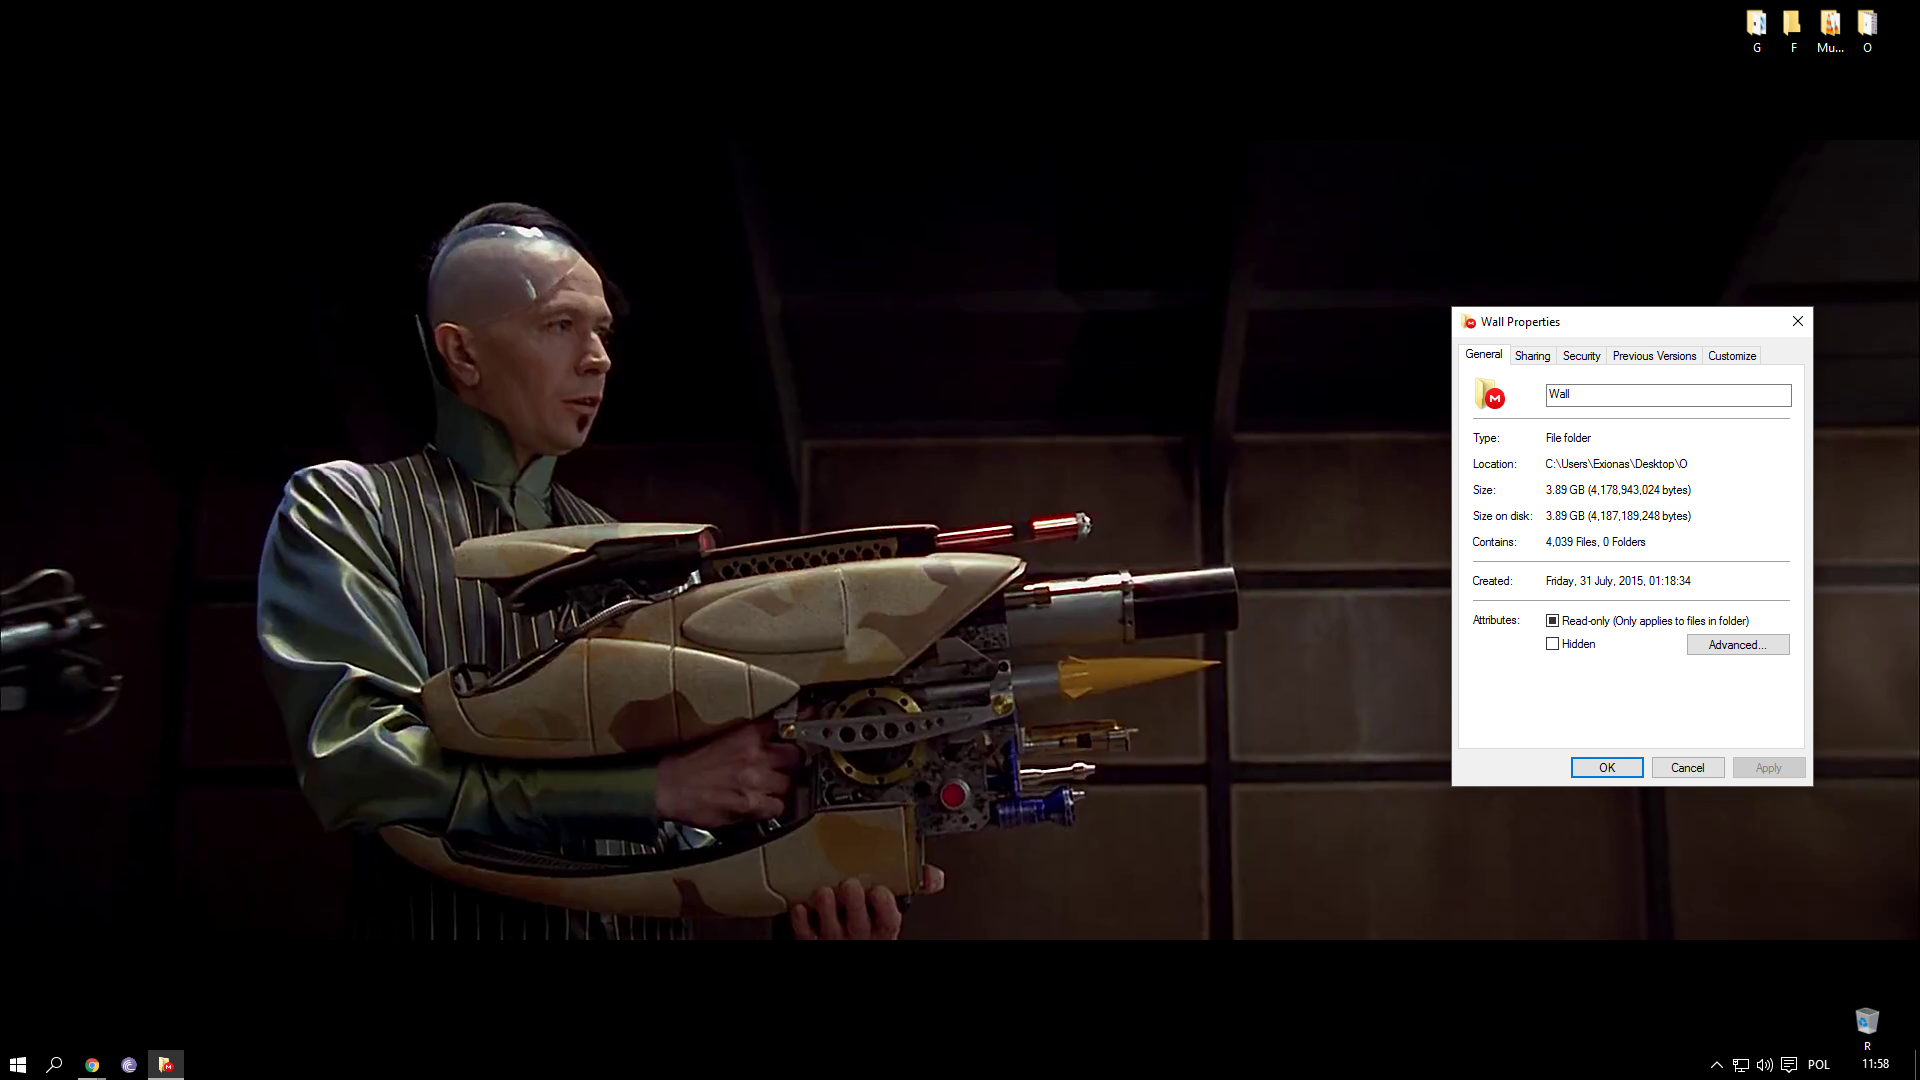 G
F
Mu...
O
Wall Properties
General
Sharing
Security
Previous Versions
Customize
M
Wall
Type:
File folder
Location:
C:\Users\Exionas\Desktop\O
Size:
3.89 GB (4,178,943,024 bytes)
Size on disk:
3.89 GB (4,187,189,248 bytes)
Contains:
4,039 Files, 0 Folders
Created:
Friday, 31 July, 2015, 01:18:34
Attributes:
Read-only (Only applies to files in folder)
Hidden
Advanced...
OK
Cancel
Apply
R
POL
11:58